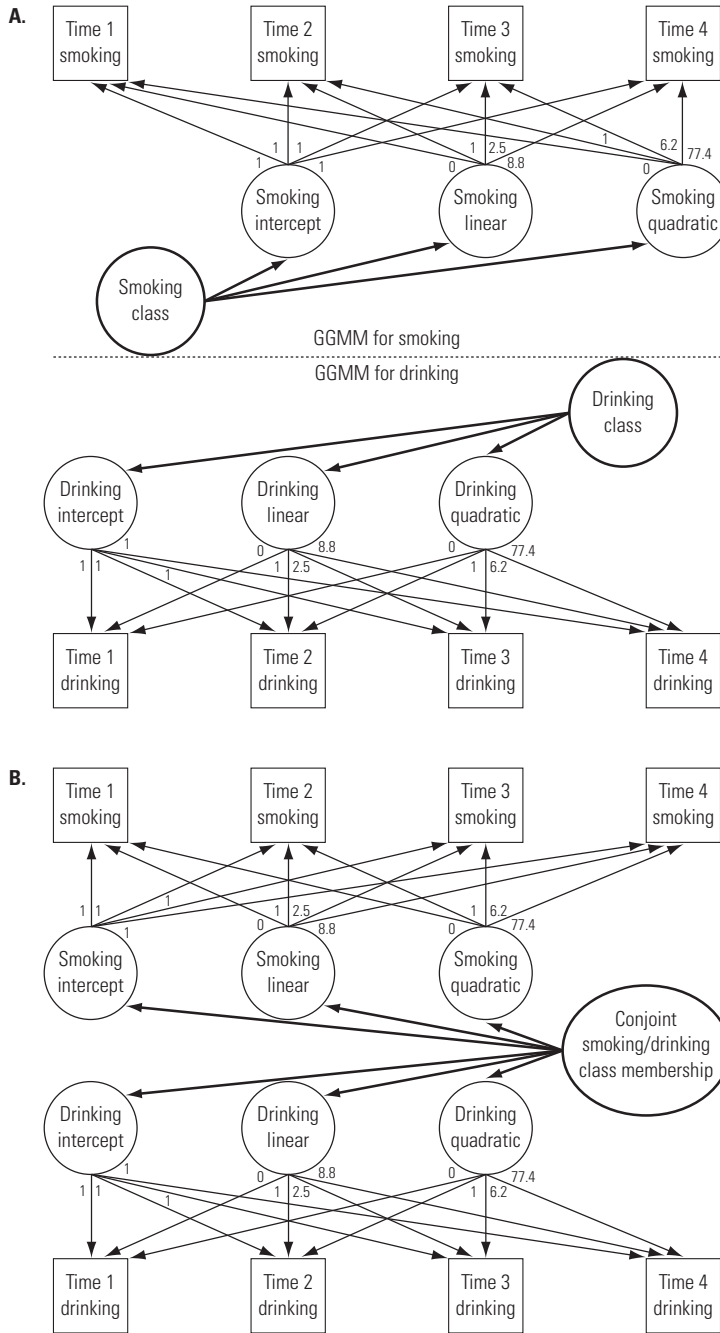 A.
Time 1
smoking
Time 2
smoking
Time 3
smoking
Time 4
smoking
1 1 1 2.5 1 6.2
1 1 0 8.8 0 77.4
Smoking
intercept
Smoking
linear
Smoking
quadratic
Smoking
class
GGMM for smoking
GGMM for drinking
Drinking
class
Drinking
intercept
Drinking
linear
Drinking
quadratic
1 0 8.8 0 77.4
1 1 1 1 2.5 1 6.2
Time 1
drinking
Time 2
drinking
Time 3
drinking
Time 4
drinking
B.
Time 1
smoking
Time 2
smoking
Time 3
smoking
Time 4
smoking
1 1 1 1 2.5 1 6.2
1 0 8.8 0 77.4
Smoking
intercept
Smoking
linear
Smoking
quadratic
Conjoint
smoking/drinking
class membership
Drinking
intercept
Drinking
linear
Drinking
quadratic
1 0 8.8 0 77.4
1 1 1 1 2.5 1 6.2
Time 1
drinking
Time 2
drinking
Time 3
drinking
Time 4
drinking